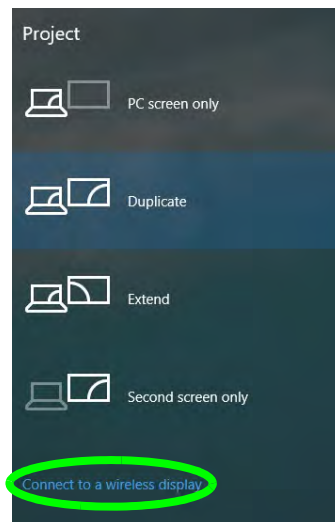 Project
PC screen only
Duplicate
Extend
Second screen only
Connect to a wireless display